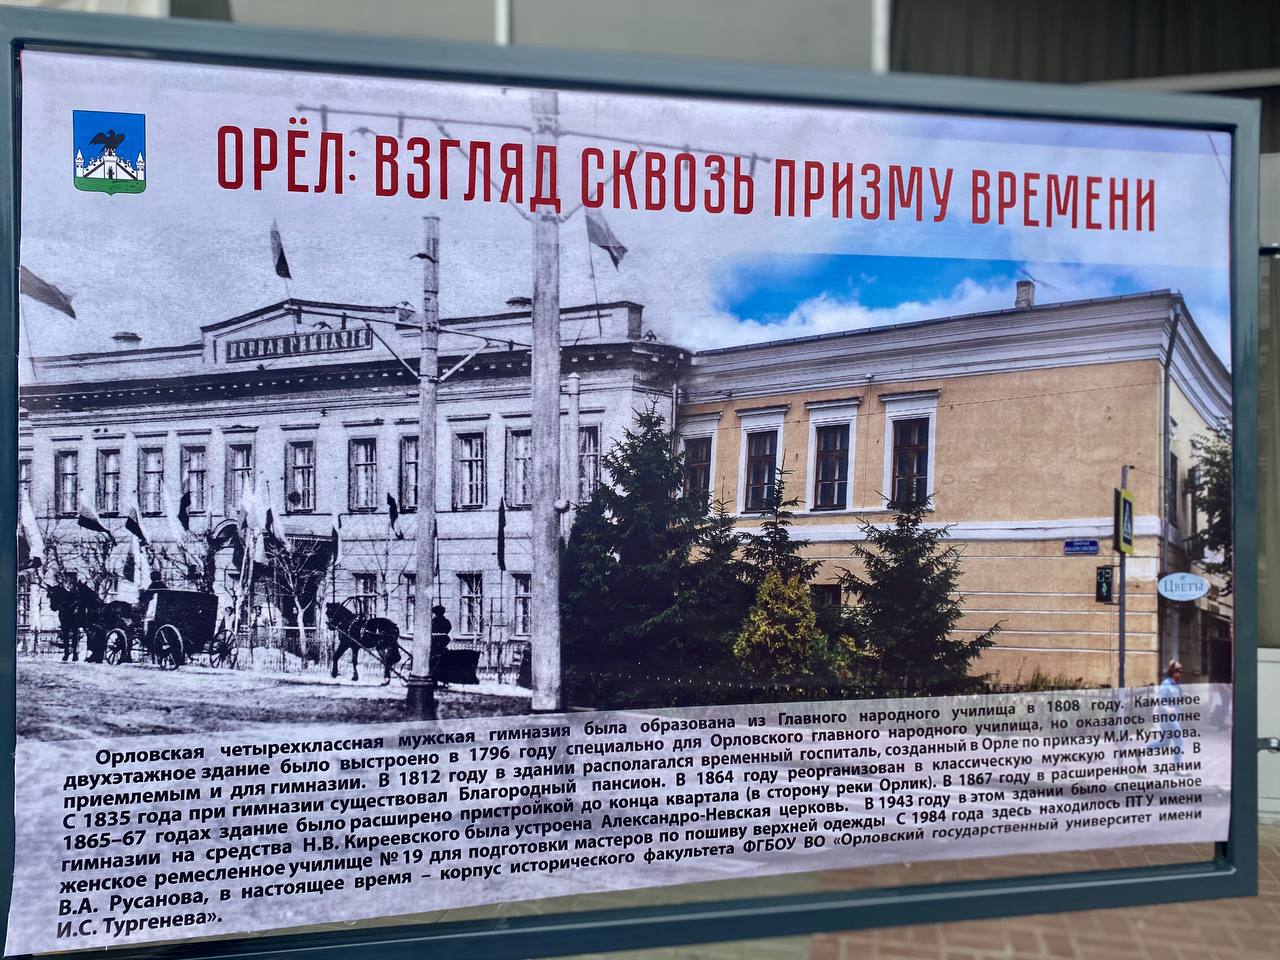 ОРЁЛ: ВЗГЛЯД СКВОЗЬ ПРИЗМУ ВРЕМЕНИ
Цветы
Орловская четырехклассная мужская гимназия была образована из Главного народного училища в 1808 году. Каменное
двухэтажное здание было выстроено в 1796 году специально для Орловского главного народного училища, но оказалось вполне
приемлемым и для гимназии. В 1812 году в здании располагался временный госпиталь, созданный в Орле по приказу М.И. Кутузова.
С 1835 года при гимназии существовал Благородный пансион. В 1864 году реорганизован в классическую мужскую гимназию. В
1865–67 годах здание было расширено пристройкой до конца квартала (в сторону реки Орлик). В 1867 году в расширенном здании
гимназии на средства Н.В. Киреевского была устроена Александро-Невская церковь. В 1943 году в этом здании было специальное
женское ремесленное училище №19 для подготовки мастеров по пошиву верхней одежды С 1984 года здесь находилось ПТУ имени
В.А. Русанова, в настоящее время – корпус исторического факультета ФГБОУ ВО «Орловский государственный университет имени
И.С. Тургенева».